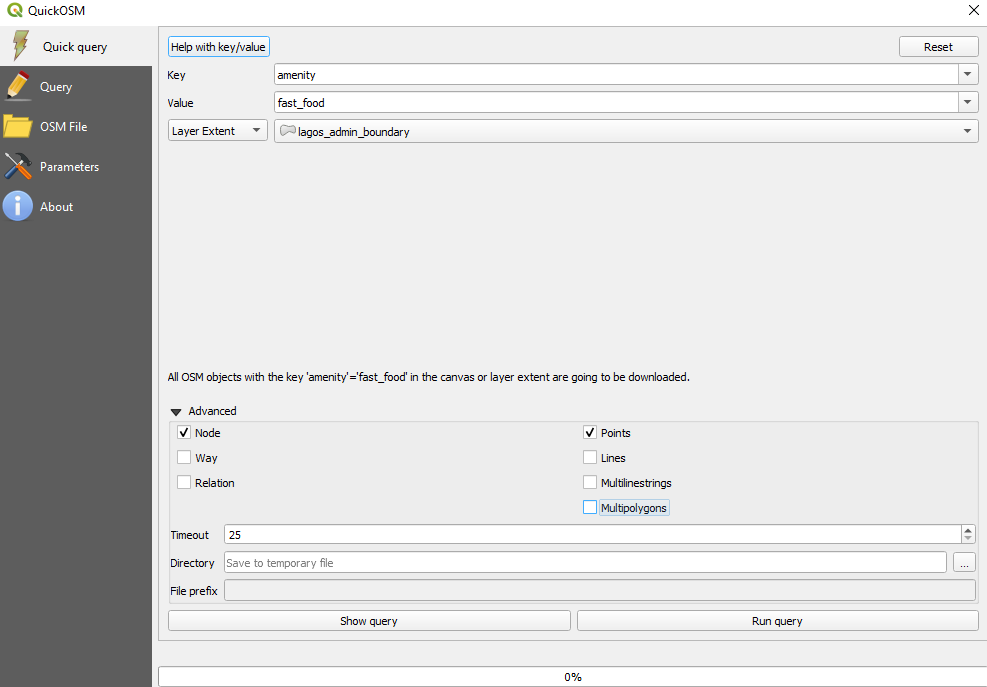 QuickOSM
Quick query
Query
OSM File
Parameters
About
Help with key/value
Reset
Key
amenity
Value
fast_food
Layer Extent
lagos_admin_boundary
All OSM objects with the key 'amenity'='fast_food' in the canvas or layer extent are going to be downloaded.
Advanced
Node
Points
Way
Lines
Relation
Multilinestrings
Multipolygons
Timeout
25
Directory
Save to temporary file
...
File prefix
Show query
Run query
0%